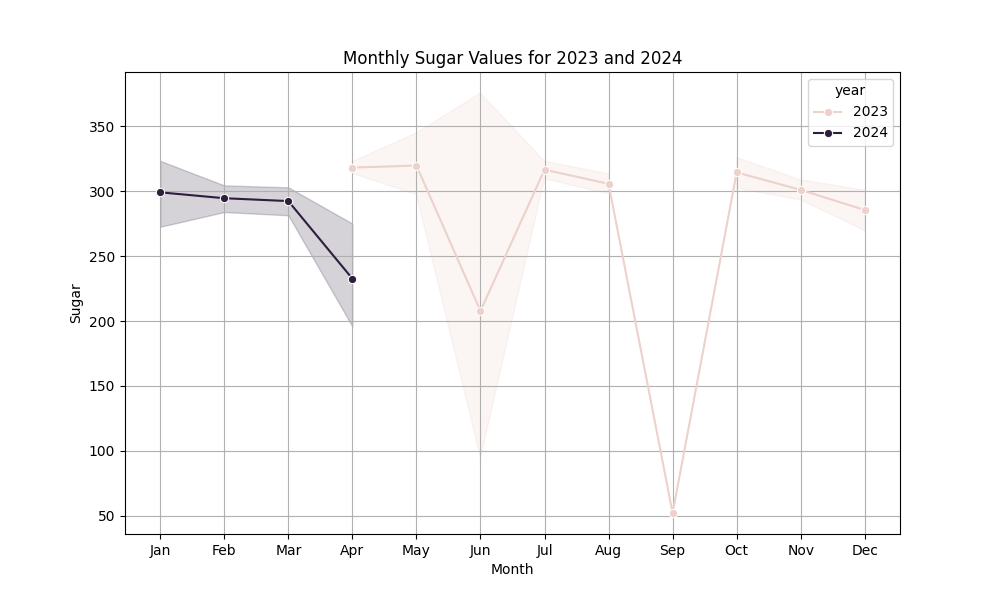 Monthly Sugar Values for 2023 and 2024
year
2023
2024
350
300
250
200
150
100
50
Sugar
Jan Feb Mar Apr May Jun Jul Aug Sep Oct Nov Dec
Month